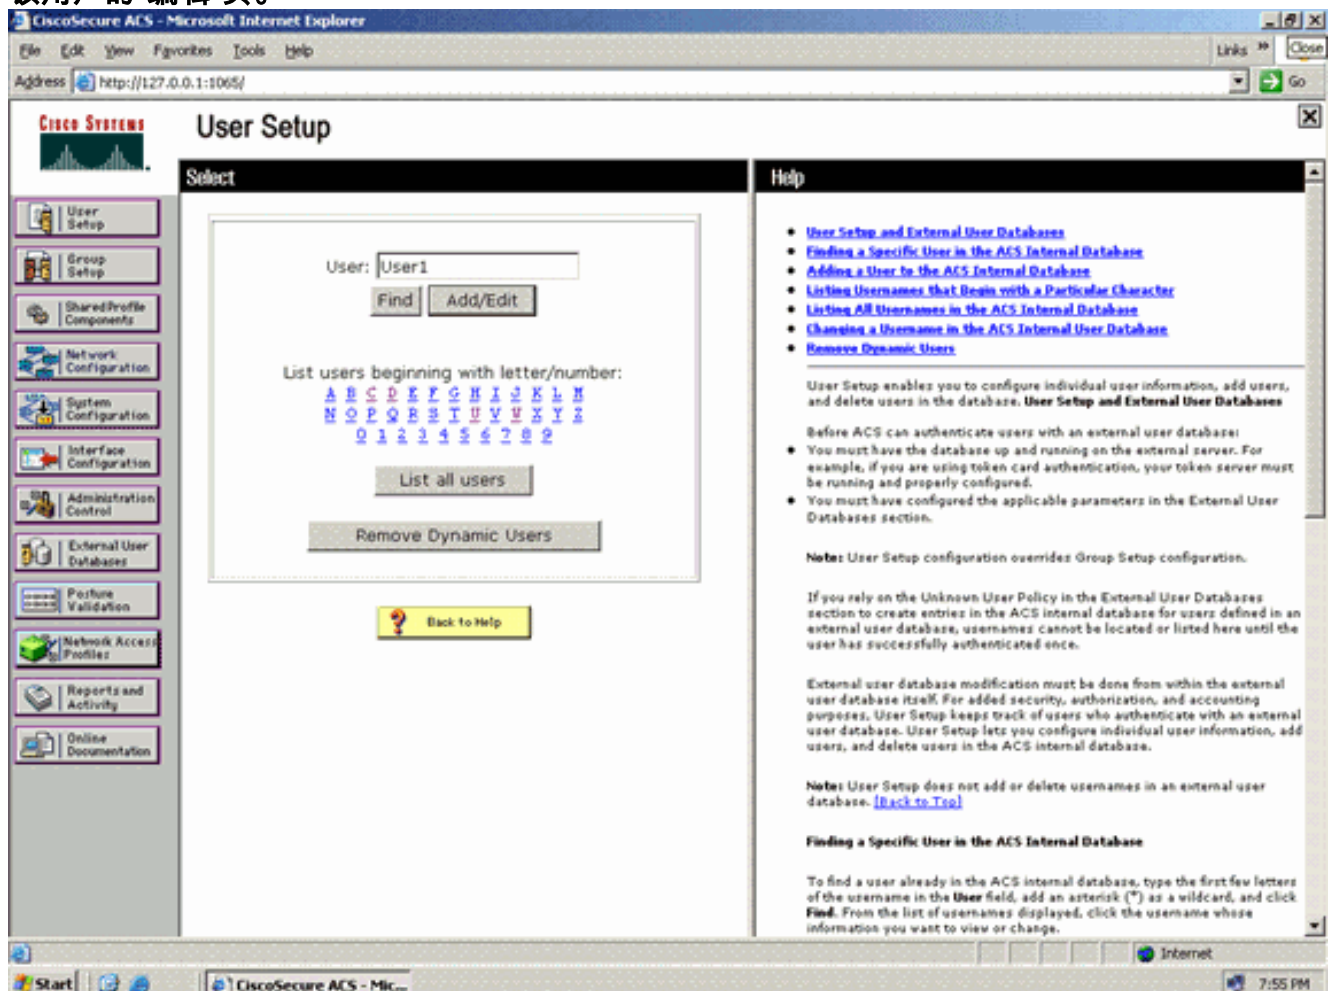 该用户的 编辑 页。
CiscoSecure ACS - Microsoft Internet Explorer
File Edit View Favorites Tools Help
Links » Close
Address http://127.0.0.1:1065/ Go
CISCO SYSTEMS
User Setup
Select
Help
User Setup
Group Setup
Shared Profile Components
Network Configuration
System Configuration
Interface Configuration
Administration Control
External User Databases
Posture Validation
Network Access Profiles
Reports and Activity
Online Documentation
User: User1
Find Add/Edit
List users beginning with letter/number:
A B C D E F G H I J K L M
N O P Q R S T U V W X Y Z
0 1 2 3 4 5 6 7 8 9
List all users
Remove Dynamic Users
Back to Help
User Setup and External User Databases
Finding a Specific User in the ACS Internal Database
Adding a User to the ACS Internal Database
Listing Usernames that Begin with a Particular Character
Listing All Usernames in the ACS Internal Database
Changing a Username in the ACS Internal User Database
Remove Dynamic Users
User Setup enables you to configure individual user information, add users,
and delete users in the database. User Setup and External User Databases
Before ACS can authenticate users with an external user database:
You must have the database up and running on the external server. For
example, if you are using token card authentication, your token server must
be running and properly configured.
You must have configured the applicable parameters in the External User
Databases section.
Note: User Setup configuration overrides Group Setup configuration.
If you rely on the Unknown User Policy in the External User Databases
section to create entries in the ACS internal database for users defined in an
external user database, usernames cannot be located or listed here until the
user has successfully authenticated once.
External user database modification must be done from within the external
user database itself. For added security, authorization, and accounting
purposes, User Setup keeps track of users who authenticate with an external
user database. User Setup lets you configure individual user information, add
users, and delete users in the ACS internal database.
Note: User Setup does not add or delete usernames in an external user
database. [Back to Top]
Finding a Specific User in the ACS Internal Database
To find a user already in the ACS internal database, type the first few letters
of the username in the User field, add an asterisk (*) as a wildcard, and click
Find. From the list of usernames displayed, click the username whose
information you want to view or change.
Internet
Start CiscoSecure ACS - Mic... 7:55 PM